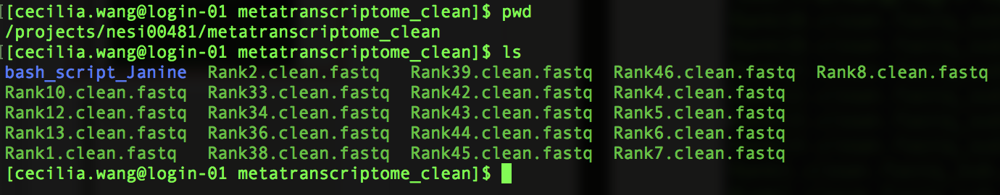 [[cecilia.wang@login-01 metatranscriptome_clean]$ pwd
/projects/nesi00481/metatranscriptome_clean
[[cecilia.wang@login-01 metatranscriptome_clean]$ ls
bash_script_Janine  Rank2.clean.fastq   Rank39.clean.fastq  Rank46.clean.fastq  Rank8.clean.fastq
Rank10.clean.fastq  Rank33.clean.fastq  Rank42.clean.fastq  Rank4.clean.fastq
Rank12.clean.fastq  Rank34.clean.fastq  Rank43.clean.fastq  Rank5.clean.fastq
Rank13.clean.fastq  Rank36.clean.fastq  Rank44.clean.fastq  Rank6.clean.fastq
Rank1.clean.fastq   Rank38.clean.fastq  Rank45.clean.fastq  Rank7.clean.fastq
[cecilia.wang@login-01 metatranscriptome_clean]$